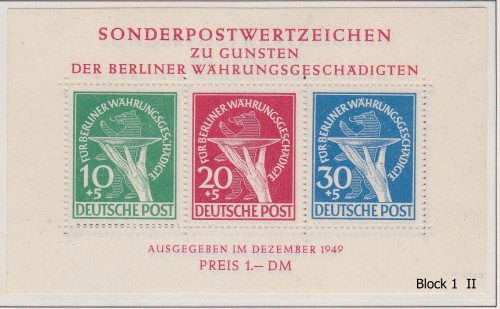 SONDERPOSTWERTZEICHEN
ZU GUNSTEN
DER BERLINER WÄHRUNGSGESCHÄDIGTEN
FÜR BERLINER WÄHRUNGSGESCHÄDIGTE
10
+5
DEUTSCHE POST
FÜR BERLINER WÄHRUNGSGESCHÄDIGTE
20
+5
DEUTSCHE POST
FÜR BERLINER WÄHRUNGSGESCHÄDIGTE
30
+5
DEUTSCHE POST
AUSGEGEBEN IM DEZEMBER 1949
PREIS 1.— DM
Block 1 II